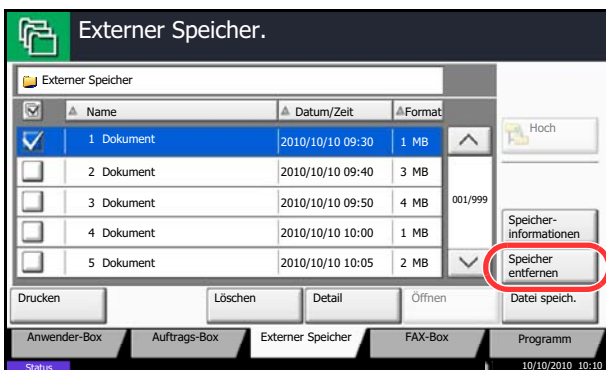 Externer Speicher.
Externer Speicher
Name Datum/Zeit Format
1 Dokument 2010/10/10 09:30 1 MB
2 Dokument 2010/10/10 09:40 3 MB
3 Dokument 2010/10/10 09:50 4 MB
4 Dokument 2010/10/10 10:00 1 MB
5 Dokument 2010/10/10 10:05 2 MB
001/999
Hoch
Speicher-
informationen
Speicher
entfernen
Drucken Löschen Detail Öffnen Datei speich.
Anwender-Box Auftrags-Box Externer Speicher FAX-Box Programm
Status 10/10/2010 10:10